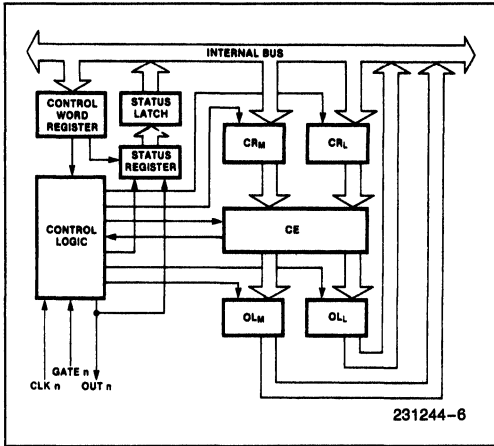 INTERNAL BUS
CONTROL
WORD
REGISTER
STATUS
LATCH
STATUS
REGISTER
CRM
CRL
CONTROL
LOGIC
CE
OLM
OLL
GATE n
CLK n
OUT n
231244-6